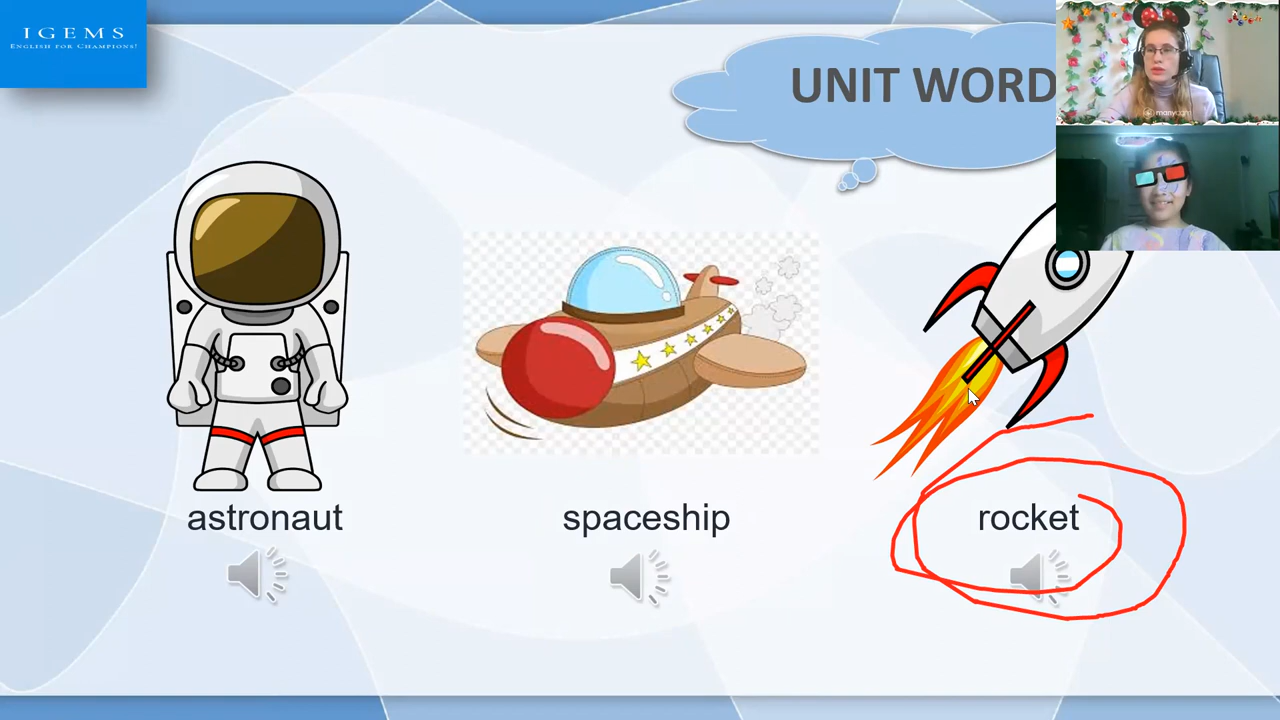 IGEMS
ENGLISH FOR CHAMPIONS!
UNIT WORD
astronaut
spaceship
rocket